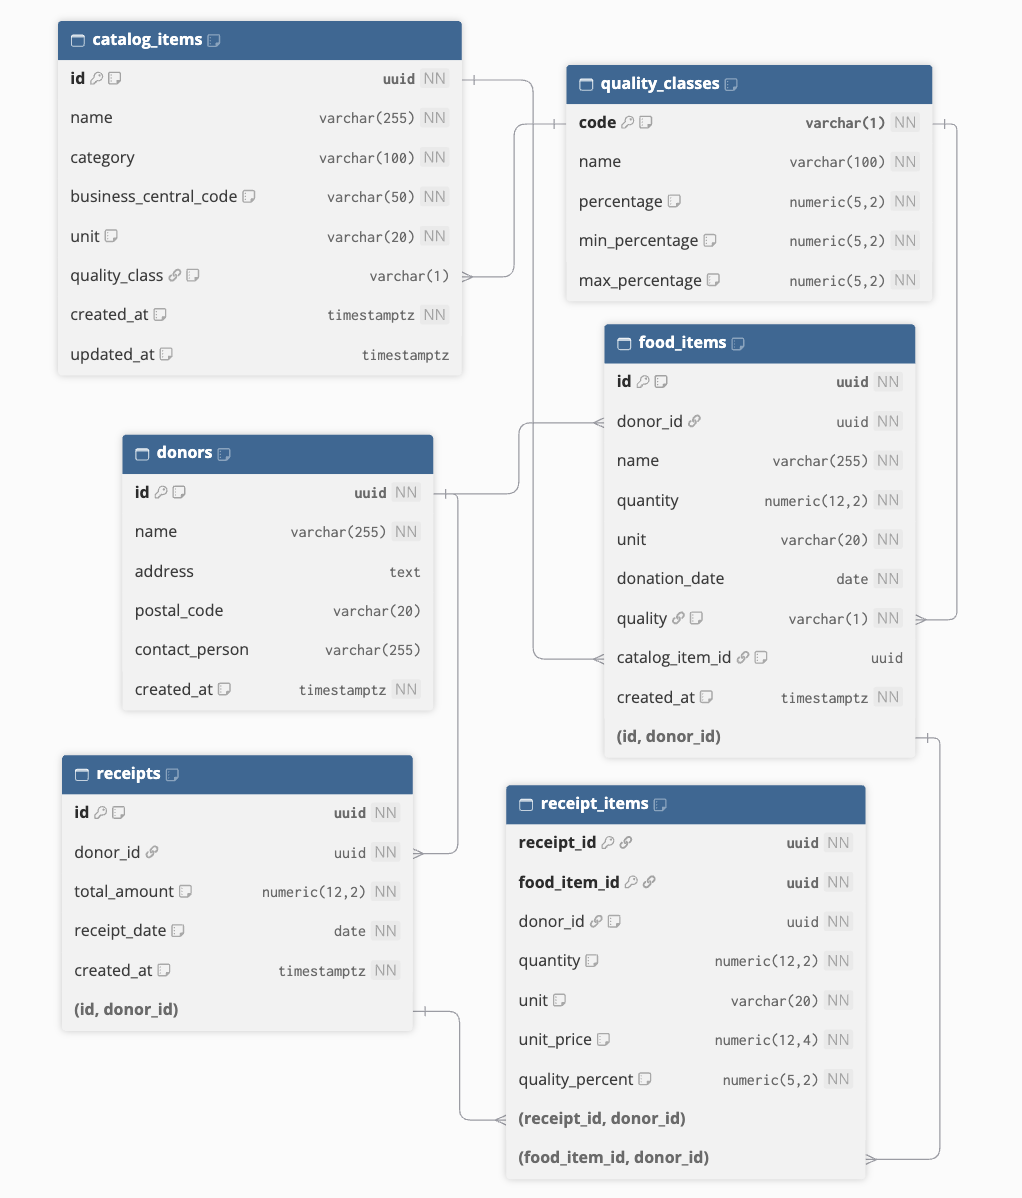 catalog_items
id uuid NN
name varchar(255) NN
category varchar(100) NN
business_central_code varchar(50) NN
unit varchar(20) NN
quality_class varchar(1)
created_at timestamptz NN
updated_at timestamptz
quality_classes
code varchar(1) NN
name varchar(100) NN
percentage numeric(5,2) NN
min_percentage numeric(5,2) NN
max_percentage numeric(5,2) NN
food_items
id uuid NN
donor_id uuid NN
name varchar(255) NN
quantity numeric(12,2) NN
unit varchar(20) NN
donation_date date NN
quality varchar(1) NN
catalog_item_id uuid
created_at timestamptz NN
(id, donor_id)
donors
id uuid NN
name varchar(255) NN
address text
postal_code varchar(20)
contact_person varchar(255)
created_at timestamptz NN
receipts
id uuid NN
donor_id uuid NN
total_amount numeric(12,2) NN
receipt_date date NN
created_at timestamptz NN
(id, donor_id)
receipt_items
receipt_id uuid NN
food_item_id uuid NN
donor_id uuid NN
quantity numeric(12,2) NN
unit varchar(20) NN
unit_price numeric(12,4) NN
quality_percent numeric(5,2) NN
(receipt_id, donor_id)
(food_item_id, donor_id)